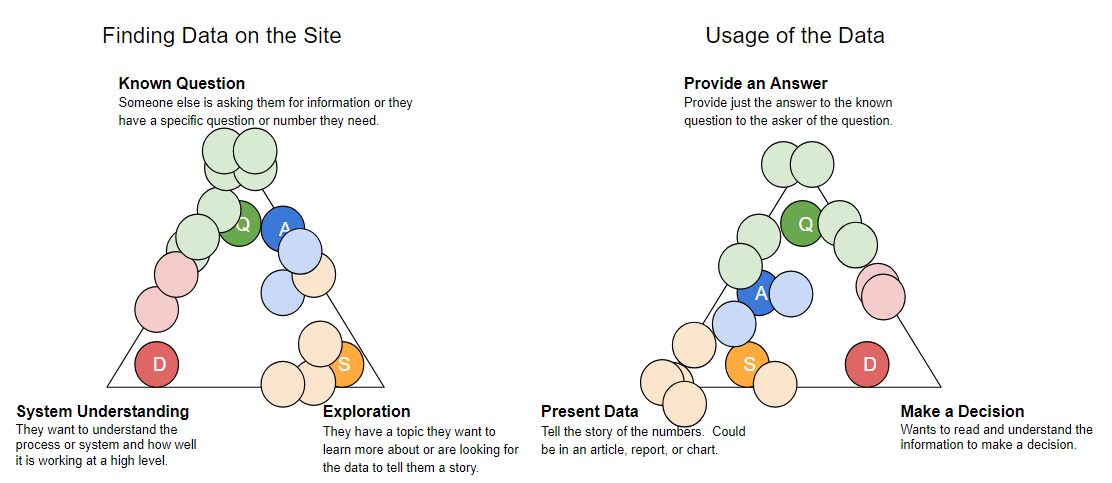 Finding Data on the Site
Usage of the Data
Known Question
Someone else is asking them for information or they
have a specific question or number they need.
Provide an Answer
Provide just the answer to the known
question to the asker of the question.
Q
A
Q
A
D
S
S
D
System Understanding
They want to understand the
process or system and how well
it is working at a high level.
Exploration
They have a topic they want to
learn more about or are looking for
the data to tell them a story.
Present Data
Tell the story of the numbers. Could
be in an article, report, or chart.
Make a Decision
Wants to read and understand the
information to make a decision.